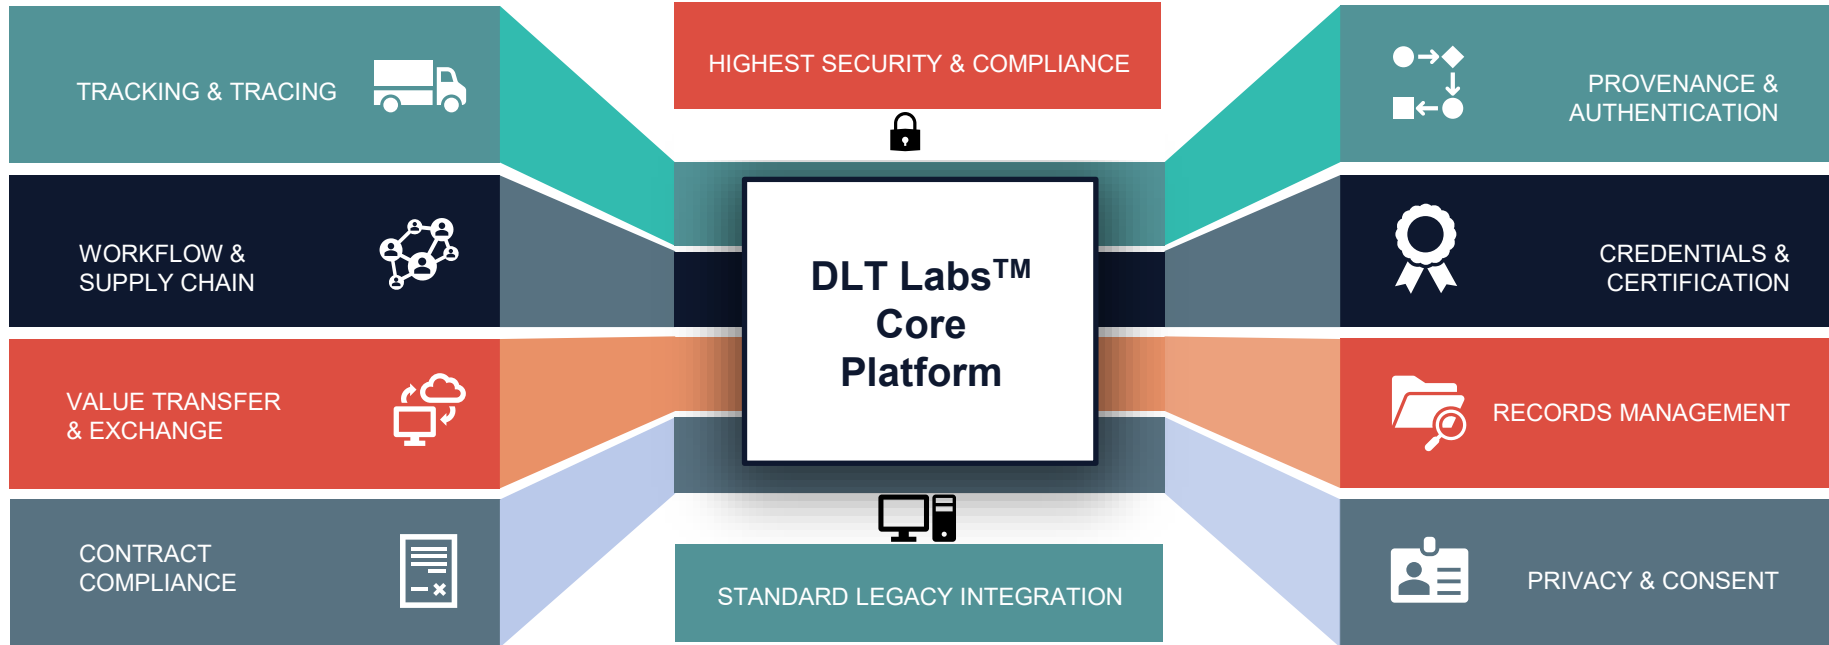 TRACKING & TRACING
WORKFLOW &
SUPPLY CHAIN
VALUE TRANSFER
& EXCHANGE
CONTRACT
COMPLIANCE
HIGHEST SECURITY & COMPLIANCE
DLT Labs™
Core
Platform
STANDARD LEGACY INTEGRATION
PROVENANCE &
AUTHENTICATION
CREDENTIALS &
CERTIFICATION
RECORDS MANAGEMENT
PRIVACY & CONSENT